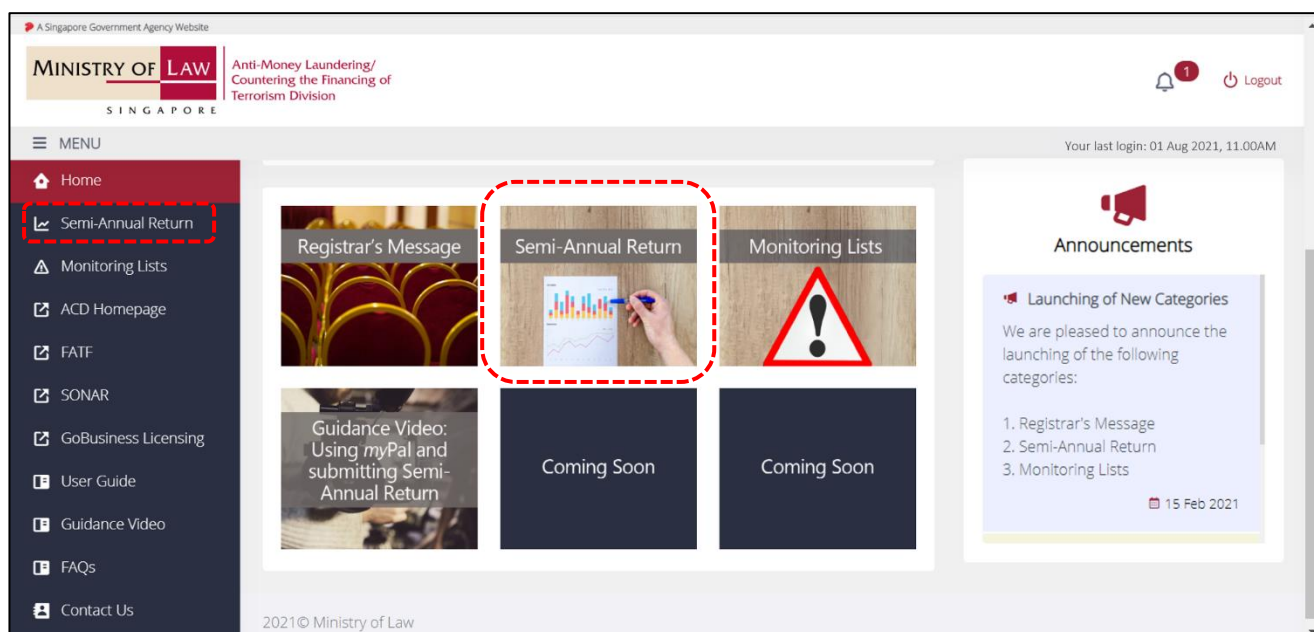 A Singapore Government Agency Website
MINISTRY OF LAW
SINGAPORE
Anti-Money Laundering/
Countering the Financing of
Terrorism Division
1
Logout
MENU
Your last login: 01 Aug 2021, 11.00AM
Home
Semi-Annual Return
Monitoring Lists
ACD Homepage
FATF
SONAR
GoBusiness Licensing
User Guide
Guidance Video
FAQs
Contact Us
Registrar's Message
Semi-Annual Return
Monitoring Lists
Guidance Video:
Using myPal and
submitting Semi-
Annual Return
Coming Soon
Coming Soon
Announcements
Launching of New Categories
We are pleased to announce the
launching of the following
categories:
1. Registrar's Message
2. Semi-Annual Return
3. Monitoring Lists
15 Feb 2021
2021© Ministry of Law